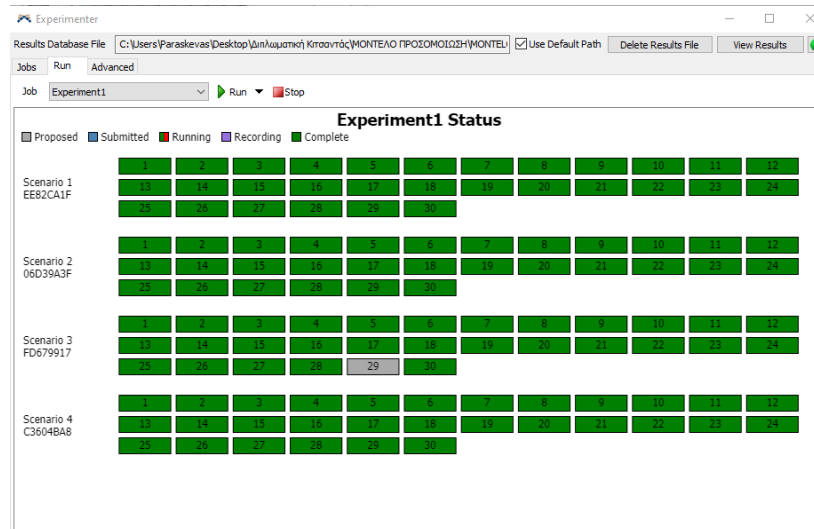 Experimenter
Results Database File C:\Users\Paraskevas\Desktop\Διπλωματική Κιτσαντάς\ΜΟΝΤΕΛΟ ΠΡΟΣΟΜΟΙΩΣΗ\MONTEL Use Default Path Delete Results File View Results
Jobs Run Advanced
Job Experiment1 Run Stop
Experiment1 Status
Proposed Submitted Running Recording Complete
1 2 3 4 5 6 7 8 9 10 11 12
Scenario 1
13 14 15 16 17 18 19 20 21 22 23 24
EE82CA1F
25 26 27 28 29 30
1 2 3 4 5 6 7 8 9 10 11 12
Scenario 2
13 14 15 16 17 18 19 20 21 22 23 24
06D39A3F
25 26 27 28 29 30
1 2 3 4 5 6 7 8 9 10 11 12
Scenario 3
13 14 15 16 17 18 19 20 21 22 23 24
FD679917
25 26 27 28 29 30
1 2 3 4 5 6 7 8 9 10 11 12
Scenario 4
13 14 15 16 17 18 19 20 21 22 23 24
C3604BA8
25 26 27 28 29 30